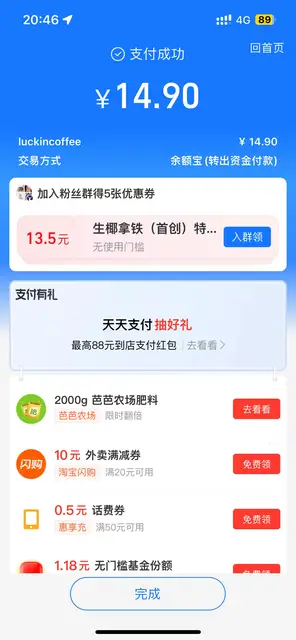 20:46
4G 89
回首页
支付成功
¥14.90
luckincoffee
¥ 14.90
交易方式
余额宝(转出资金付款)
加入粉丝群得5张优惠券
13.5元
生椰拿铁（首创）特...
无使用门槛
入群领
支付有礼
天天支付 抽好礼
最高88元到店支付红包
去看看
2000g 芭芭农场肥料
芭芭农场 限时翻倍
去看看
闪购
10元 外卖满减券
淘宝闪购 满20元可用
免费领
0.5元 话费券
惠享充 满50元可用
免费领
1.18元 无门槛基金份额
完成